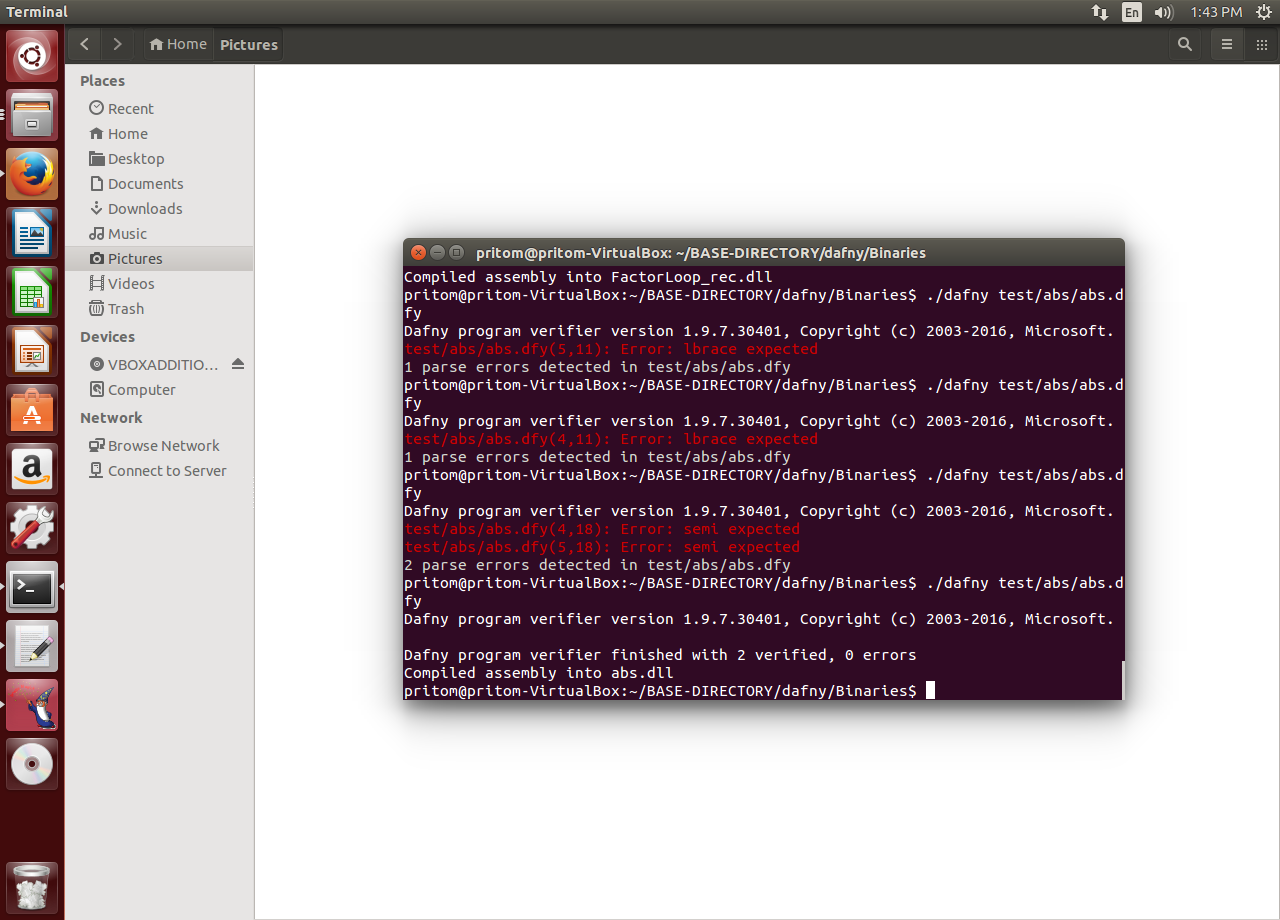 Terminal
En
1:43 PM
Home
Pictures
Places
Recent
Home
Desktop
Documents
Downloads
Music
Pictures
Videos
Trash
Devices
VBOXADDITIO...
Computer
Network
Browse Network
Connect to Server
pritom@pritom-VirtualBox: ~/BASE-DIRECTORY/dafny/Binaries
Compiled assembly into FactorLoop_rec.dll
pritom@pritom-VirtualBox:~/BASE-DIRECTORY/dafny/Binaries$ ./dafny test/abs/abs.d
fy
Dafny program verifier version 1.9.7.30401, Copyright (c) 2003-2016, Microsoft.
test/abs/abs.dfy(5,11): Error: lbrace expected
1 parse errors detected in test/abs/abs.dfy
pritom@pritom-VirtualBox:~/BASE-DIRECTORY/dafny/Binaries$ ./dafny test/abs/abs.d
fy
Dafny program verifier version 1.9.7.30401, Copyright (c) 2003-2016, Microsoft.
test/abs/abs.dfy(4,11): Error: lbrace expected
1 parse errors detected in test/abs/abs.dfy
pritom@pritom-VirtualBox:~/BASE-DIRECTORY/dafny/Binaries$ ./dafny test/abs/abs.d
fy
Dafny program verifier version 1.9.7.30401, Copyright (c) 2003-2016, Microsoft.
test/abs/abs.dfy(4,18): Error: semi expected
test/abs/abs.dfy(5,18): Error: semi expected
2 parse errors detected in test/abs/abs.dfy
pritom@pritom-VirtualBox:~/BASE-DIRECTORY/dafny/Binaries$ ./dafny test/abs/abs.d
fy
Dafny program verifier version 1.9.7.30401, Copyright (c) 2003-2016, Microsoft.
Dafny program verifier finished with 2 verified, 0 errors
Compiled assembly into abs.dll
pritom@pritom-VirtualBox:~/BASE-DIRECTORY/dafny/Binaries$